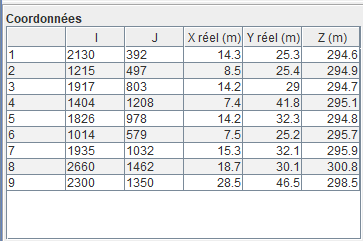 Coordonnées
I J X réel (m) Y réel (m) Z (m)
1 2130 392 14.3 25.3 294.6
2 1215 497 8.5 25.4 294.9
3 1917 803 14.2 29 294.7
4 1404 1208 7.4 41.8 295.1
5 1826 978 14.2 32.3 294.8
6 1014 579 7.5 25.2 295.7
7 1935 1032 15.3 32.1 295.9
8 2660 1462 18.7 30.1 300.8
9 2300 1350 28.5 46.5 298.5